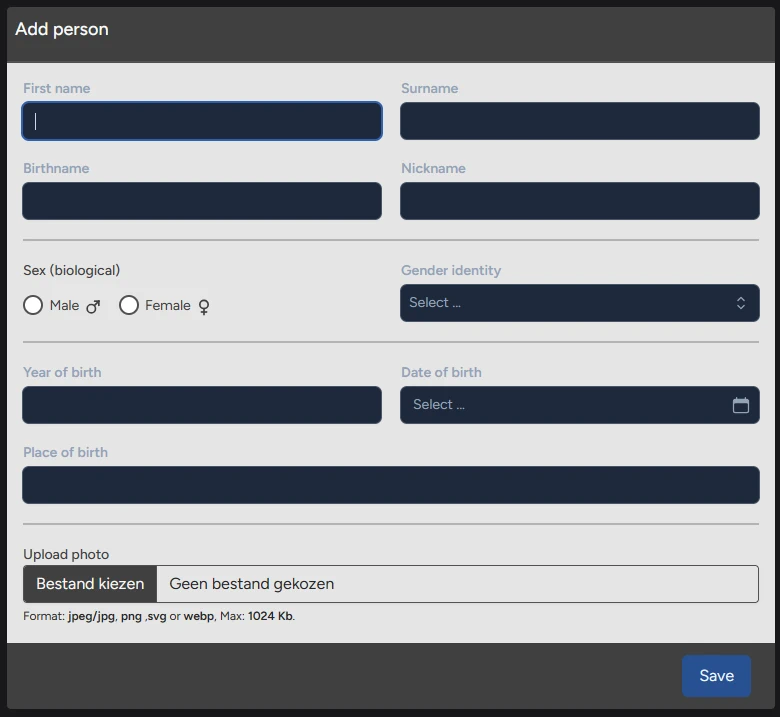 Add person
First name Surname
Birthname Nickname
Sex (biological) Gender identity
Male ♂ Female ♀ Select ...
Year of birth Date of birth
Select ...
Place of birth
Upload photo
Bestand kiezen Geen bestand gekozen
Format: jpeg/jpg, png ,svg or webp, Max: 1024 Kb.
Save